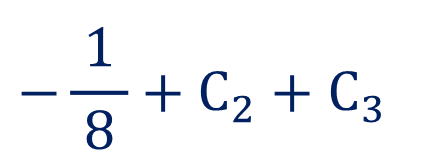 −1/8 + C₂ + C₃